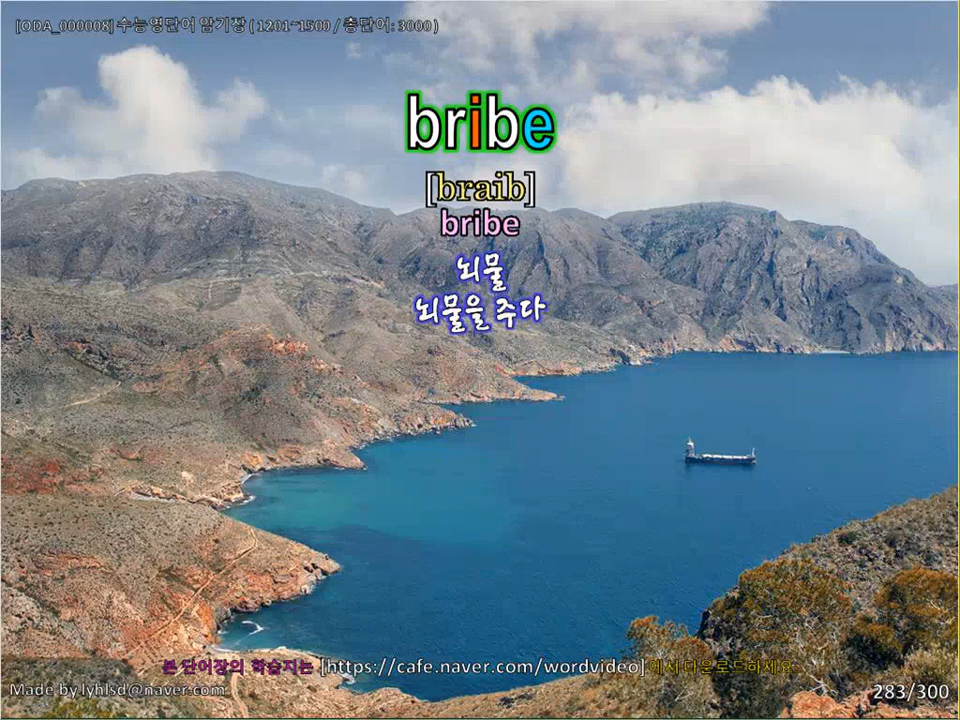 [ODA_000008] 수능영단어 암기장 ( 1201~1500 / 총단어: 3000 )
bribe
[braib]
bribe
뇌물
뇌물을 주다
본 단어장의 학습지는 [https://cafe.naver.com/wordvideo]에서 다운로드하세요
Made by lyhlsd@naver.com
283/300